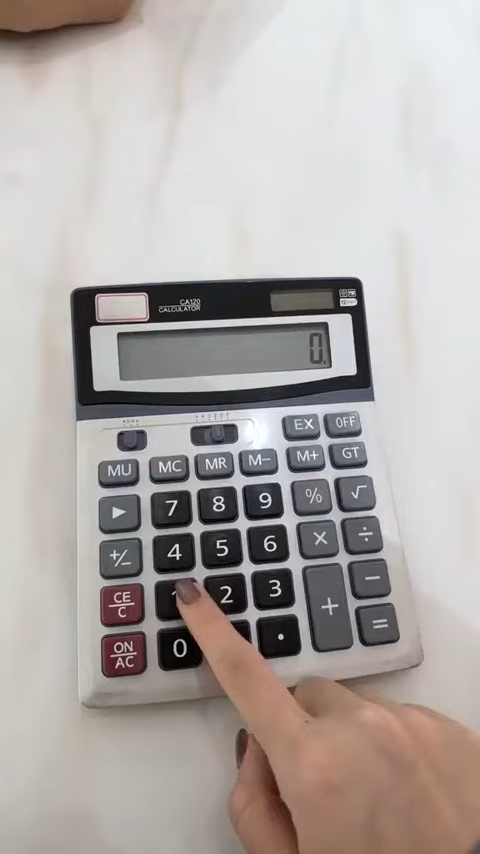 CA120
CALCULATOR
0.
EX OFF
MU MC MR M− M+ GT
▶ 7 8 9 % √
+/− 4 5 6 × ÷
CE/C 1 2 3 + −
ON/AC 0 • =